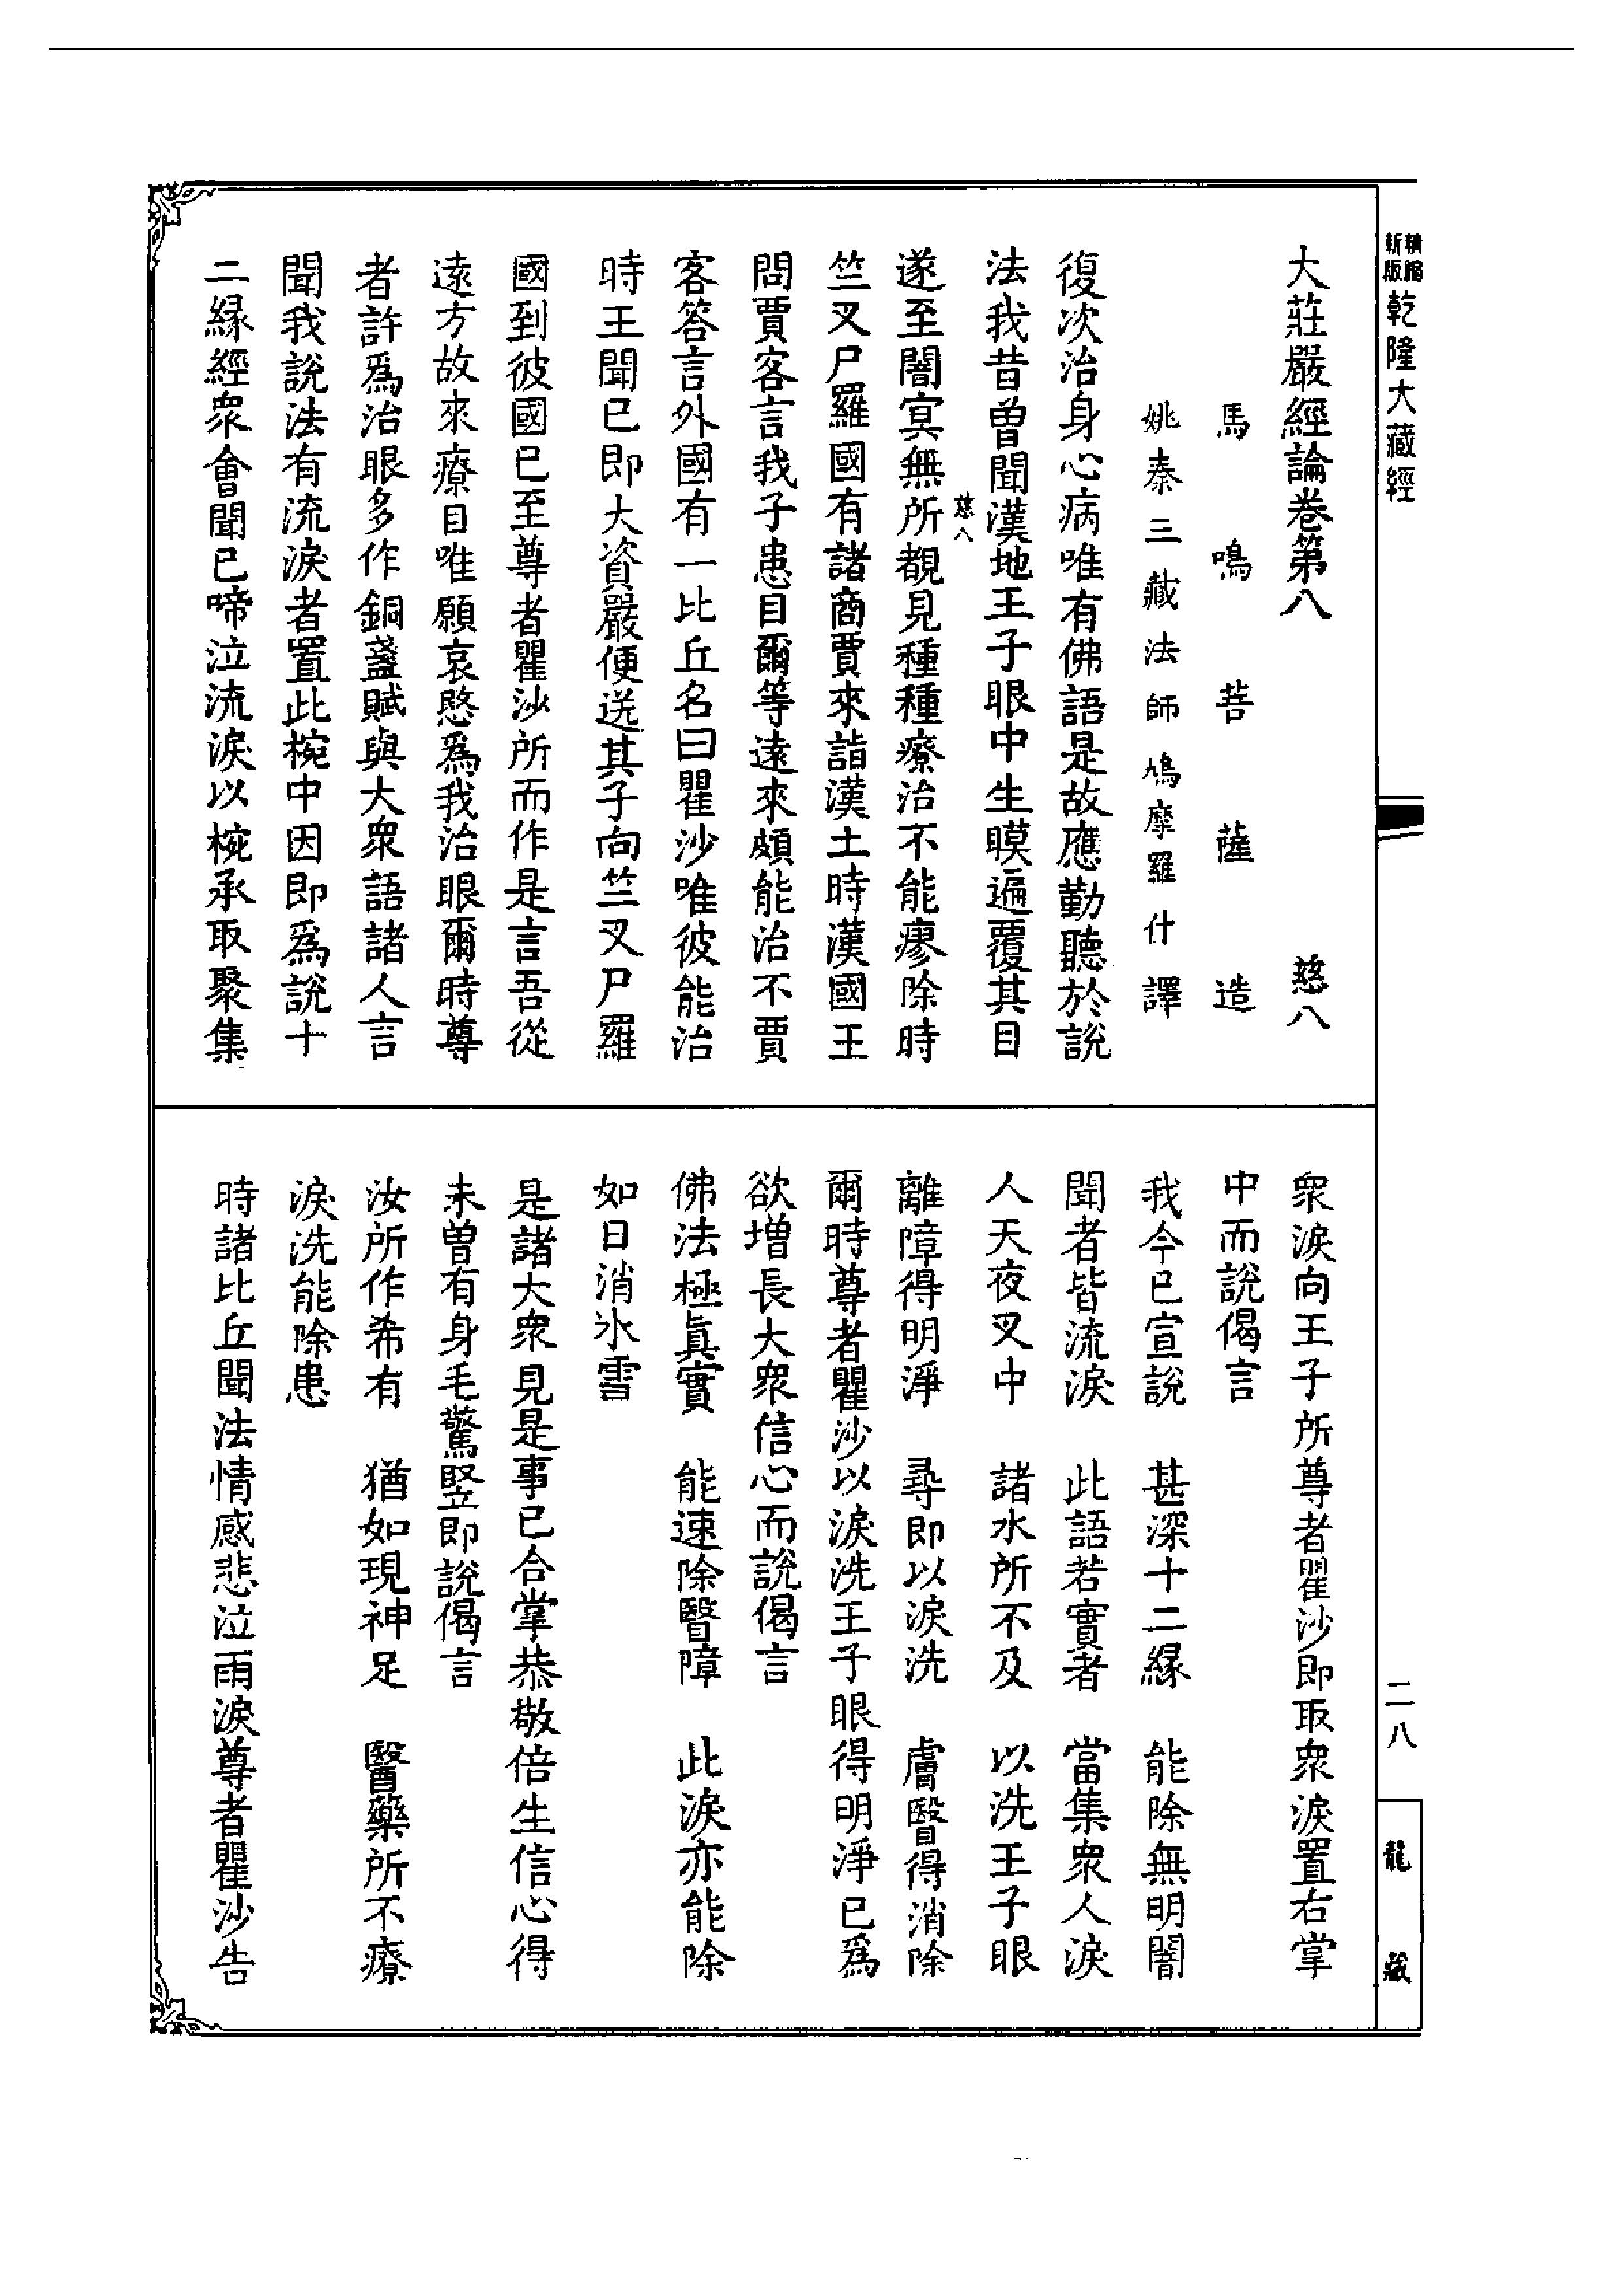 精縮新版乾隆大藏經
大莊嚴經論卷第八 慈八
馬鳴菩薩造
姚秦三藏法師鳩摩羅什譯
復次治身心病唯有佛語是故應勤聽於說
法我昔曾聞漢地王子眼中生瞙遍覆其目
慈八
遂至闇冥無所覩見種種療治不能瘳除時
竺叉尸羅國有諸商賈來詣漢土時漢國王
問賈客言我子患目爾等遠來頗能治不賈
客答言外國有一比丘名曰瞿沙唯彼能治
時王聞已即大資嚴便送其子向竺叉尸羅
國到彼國已至尊者瞿沙所而作是言吾從
遠方故來療目唯願哀愍爲我治眼爾時尊
者許爲治眼多作銅盞賦與大衆語諸人言
聞我說法有流淚者置此椀中因即爲說十
二緣經衆會聞已啼泣流淚以椀承取聚集
衆淚向王子所尊者瞿沙即取衆淚置右掌
中而說偈言
我今已宣說 甚深十二緣 能除無明闇
聞者皆流淚 此語若實者 當集衆人淚
人天夜叉中 諸水所不及 以洗王子眼
離障得明淨 尋即以淚洗 膚瞖得消除
爾時尊者瞿沙以淚洗王子眼得明淨已爲
欲增長大衆信心而說偈言
佛法極眞實 能速除瞖障 此淚亦能除
如日消氷雪
是諸大衆見是事已合掌恭敬倍生信心得
未曾有身毛驚竪即說偈言
汝所作希有 猶如現神足 醫藥所不療
淚洗能除患
時諸比丘聞法情感悲泣雨淚尊者瞿沙告
二八
龍藏